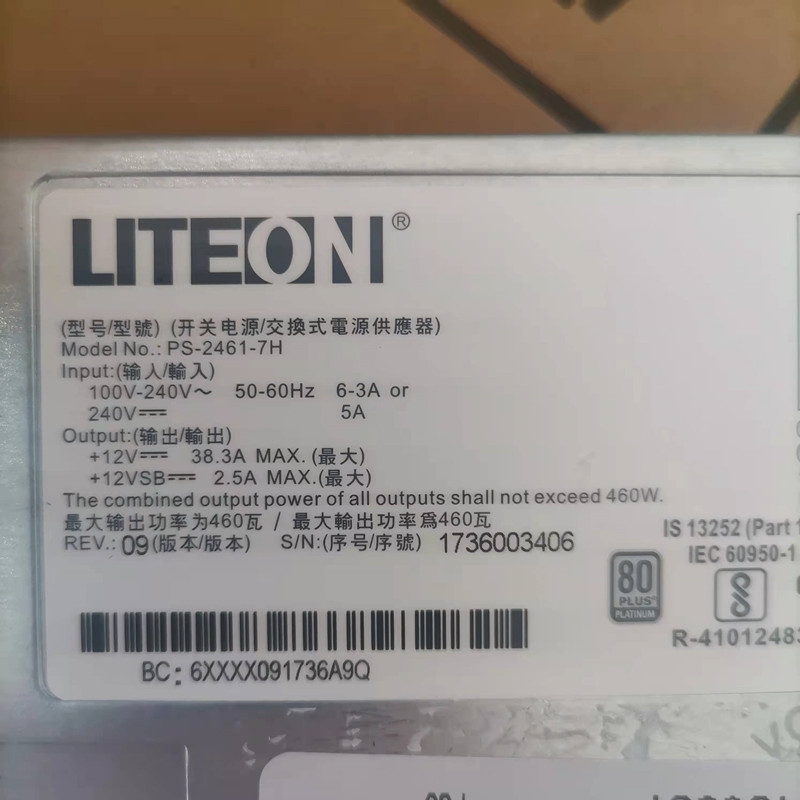 LITEON®
(型号/型號) (开关电源/交換式電源供應器)
Model No.: PS-2461-7H
Input:(输入/輸入)
100V-240V～ 50-60Hz 6-3A or
240V⎓ 5A
Output:(输出/輸出)
+12V⎓ 38.3A MAX. (最大)
+12VSB⎓ 2.5A MAX. (最大)
The combined output power of all outputs shall not exceed 460W.
最大输出功率为460瓦 / 最大輸出功率爲460瓦
REV.: 09 (版本/版本) S/N:(序号/序號) 1736003406
IS 13252 (Part 1
IEC 60950-1
80
PLUS®
PLATINUM
R-4101248
BC: 6XXXX091736A9Q